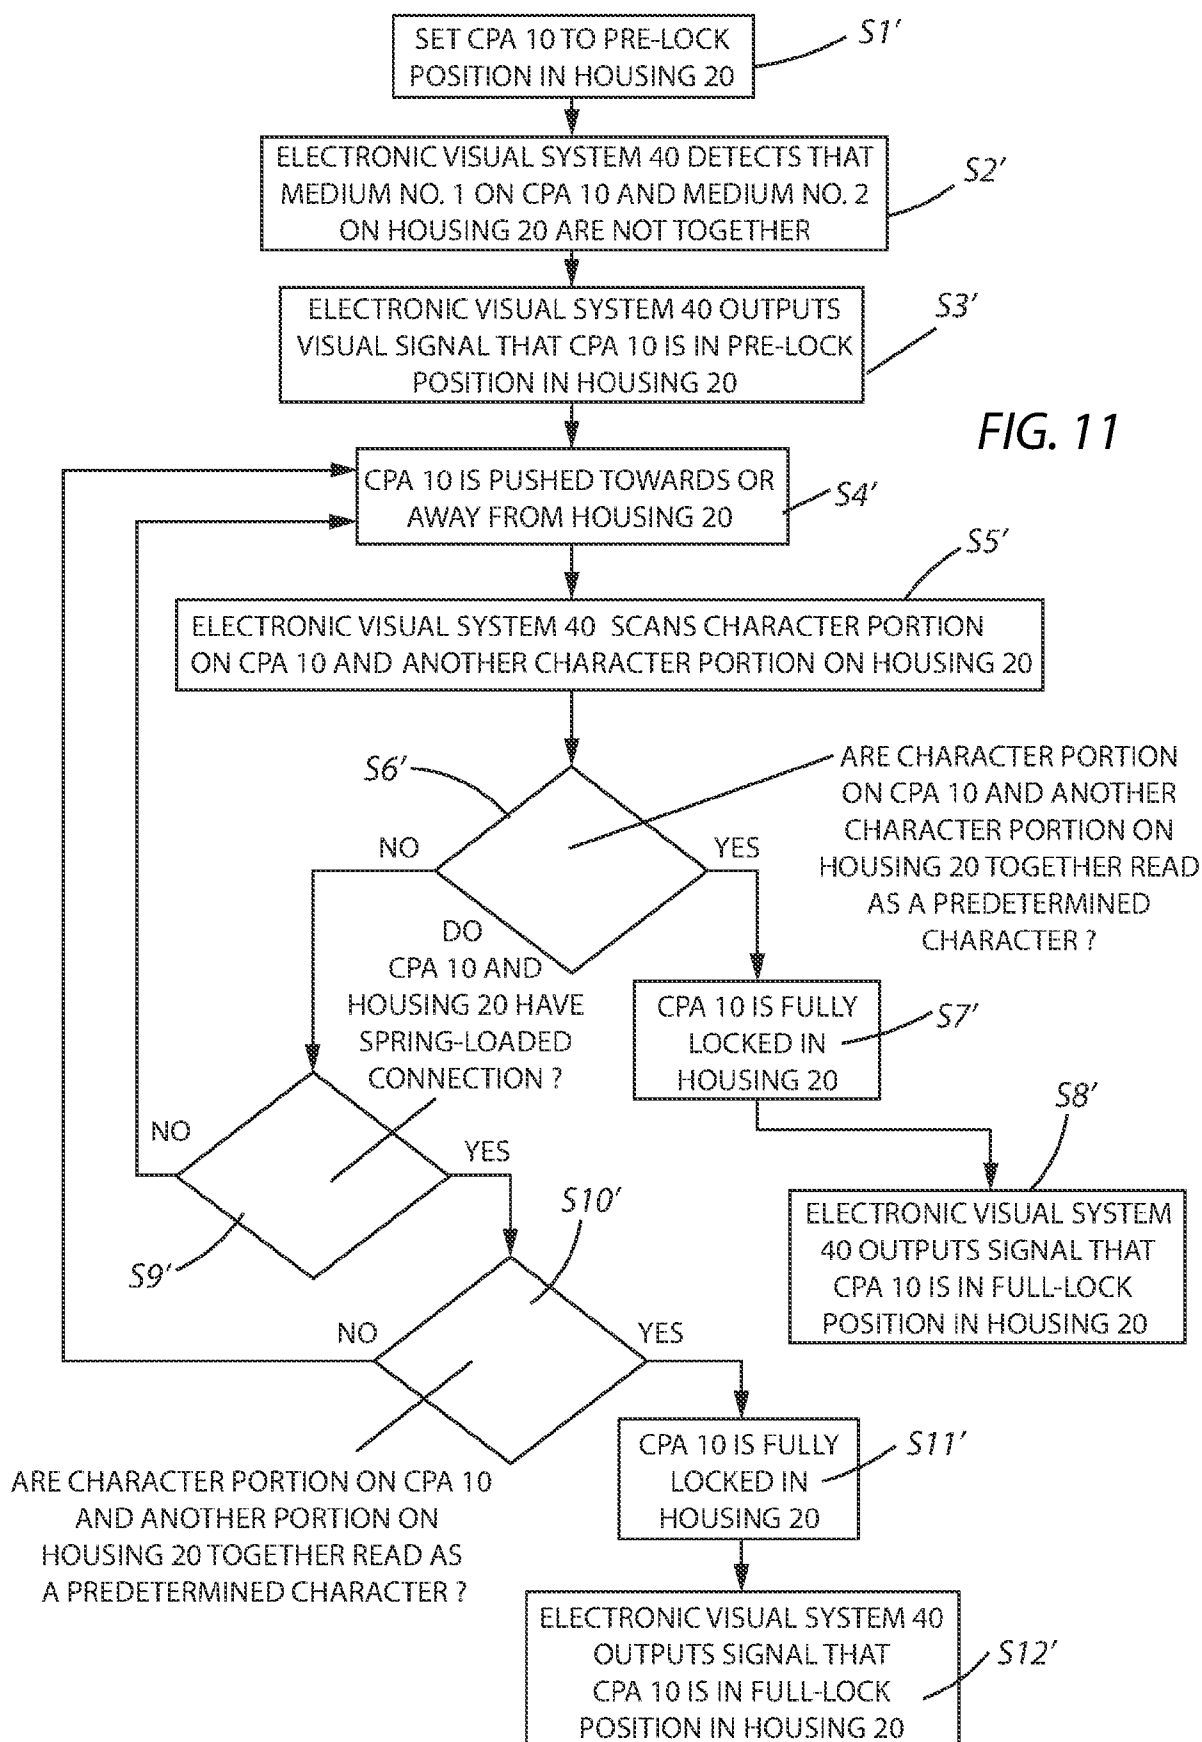 SET CPA 10 TO PRE-LOCK
POSITION IN HOUSING 20
S1'
ELECTRONIC VISUAL SYSTEM 40 DETECTS THAT
MEDIUM NO. 1 ON CPA 10 AND MEDIUM NO. 2
ON HOUSING 20 ARE NOT TOGETHER
S2'
ELECTRONIC VISUAL SYSTEM 40 OUTPUTS
VISUAL SIGNAL THAT CPA 10 IS IN PRE-LOCK
POSITION IN HOUSING 20
S3'
FIG. 11
CPA 10 IS PUSHED TOWARDS OR
AWAY FROM HOUSING 20
S4'
S5'
ELECTRONIC VISUAL SYSTEM 40 SCANS CHARACTER PORTION
ON CPA 10 AND ANOTHER CHARACTER PORTION ON HOUSING 20
S6'
ARE CHARACTER PORTION
ON CPA 10 AND ANOTHER
CHARACTER PORTION ON
HOUSING 20 TOGETHER READ
AS A PREDETERMINED
CHARACTER ?
NO
YES
DO
CPA 10 AND
HOUSING 20 HAVE
SPRING-LOADED
CONNECTION ?
CPA 10 IS FULLY
LOCKED IN
HOUSING 20
S7'
S8'
NO
YES
S9'
ELECTRONIC VISUAL SYSTEM
40 OUTPUTS SIGNAL THAT
CPA 10 IS IN FULL-LOCK
POSITION IN HOUSING 20
S10'
NO
YES
ARE CHARACTER PORTION ON CPA 10
AND ANOTHER PORTION ON
HOUSING 20 TOGETHER READ AS
A PREDETERMINED CHARACTER ?
CPA 10 IS FULLY
LOCKED IN
HOUSING 20
S11'
ELECTRONIC VISUAL SYSTEM 40
OUTPUTS SIGNAL THAT
CPA 10 IS IN FULL-LOCK
POSITION IN HOUSING 20
S12'